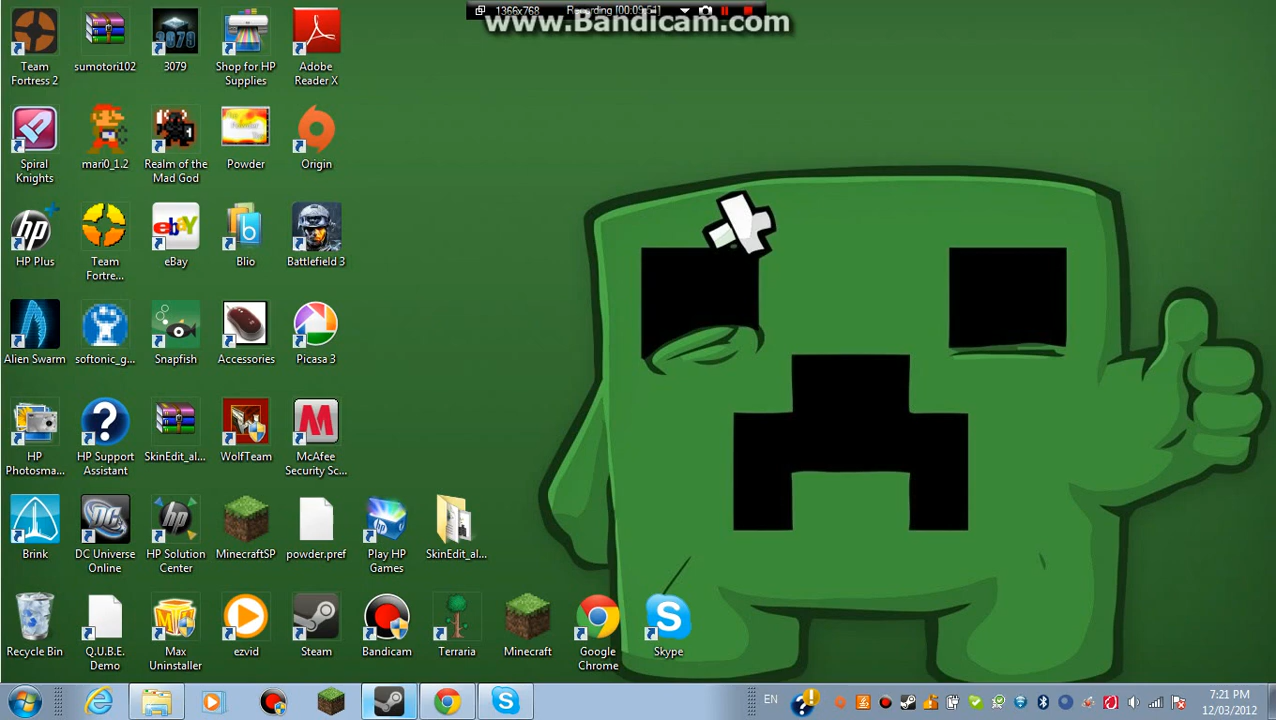 1366x768 Recording [00:09:51]
www.Bandicam.com
Team Fortress 2
sumotori102
3079
Shop for HP Supplies
Adobe Reader X
Spiral Knights
mari0_1.2
Realm of the Mad God
Powder
Origin
HP Plus
Team Fortre...
eBay
Blio
Battlefield 3
Alien Swarm
softonic_g...
Snapfish
Accessories
Picasa 3
HP Photosma...
HP Support Assistant
SkinEdit_al...
WolfTeam
McAfee Security Sc...
Brink
DC Universe Online
HP Solution Center
MinecraftSP
powder.pref
Play HP Games
SkinEdit_al...
Recycle Bin
Q.U.B.E. Demo
Max Uninstaller
ezvid
Steam
Bandicam
Terraria
Minecraft
Google Chrome
Skype
EN
7:21 PM
12/03/2012